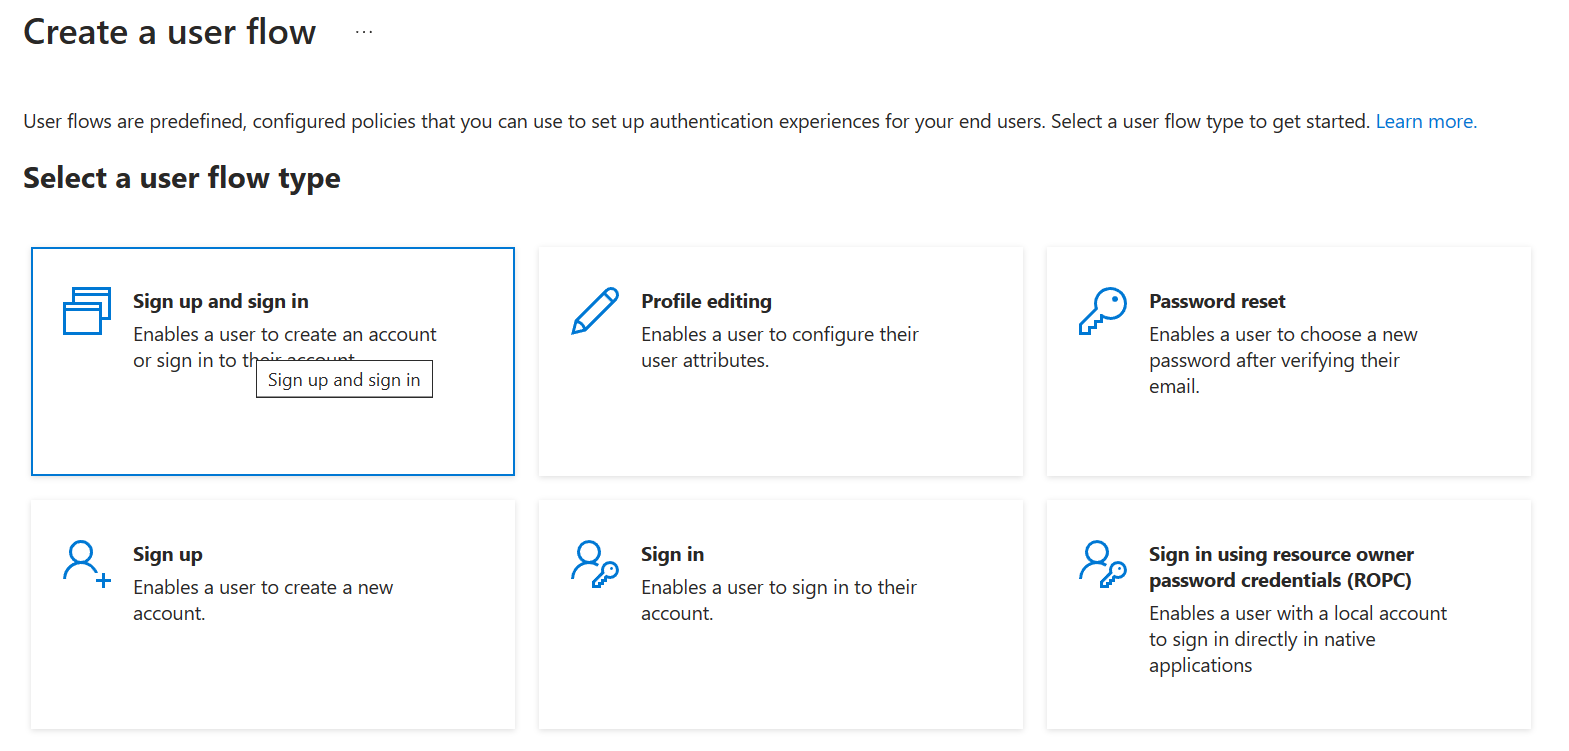 Create a user flow ...
User flows are predefined, configured policies that you can use to set up authentication experiences for your end users. Select a user flow type to get started. Learn more.
Select a user flow type
Sign up and sign in
Enables a user to create an account
or sign in to their account.
Sign up and sign in
Profile editing
Enables a user to configure their
user attributes.
Password reset
Enables a user to choose a new
password after verifying their
email.
Sign up
Enables a user to create a new
account.
Sign in
Enables a user to sign in to their
account.
Sign in using resource owner
password credentials (ROPC)
Enables a user with a local account
to sign in directly in native
applications